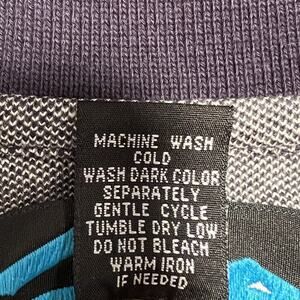 MACHINE WASH
COLD
WASH DARK COLOR
SEPARATELY
GENTLE CYCLE
TUMBLE DRY LOW
DO NOT BLEACH
WARM IRON
IF NEEDED